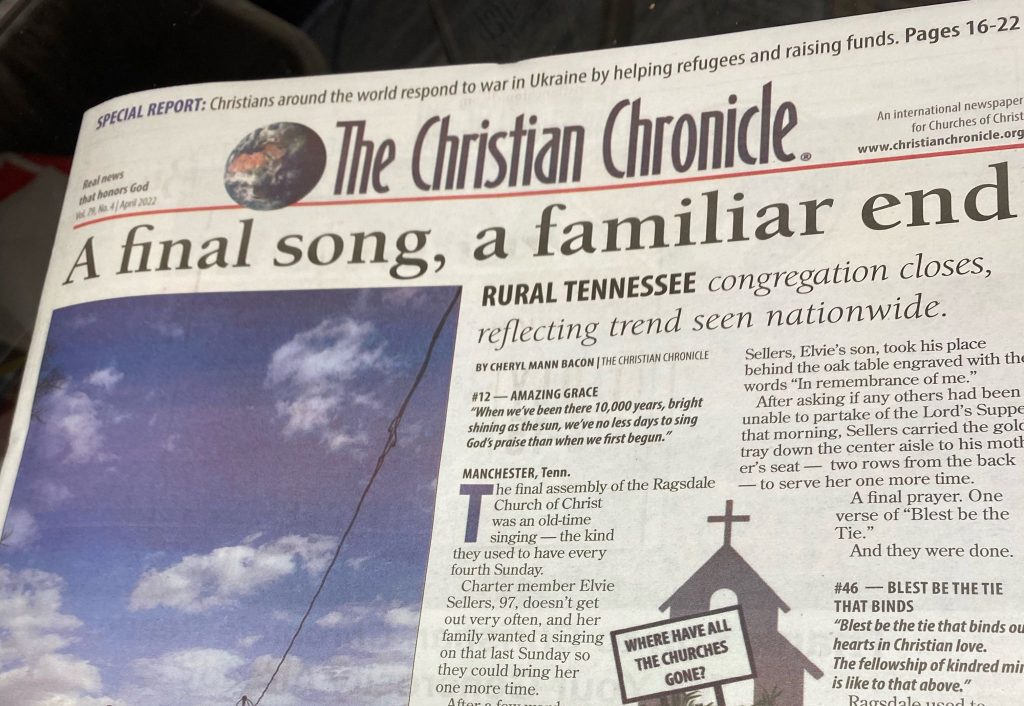 SPECIAL REPORT: Christians around the world respond to war in Ukraine by helping refugees and raising funds. Pages 16-22
Real news
that honors God
Vol. 79, No. 4 | April 2022
The Christian Chronicle®
An international newspaper
for Churches of Christ
www.christianchronicle.org
A final song, a familiar end
RURAL TENNESSEE congregation closes,
reflecting trend seen nationwide.
BY CHERYL MANN BACON | THE CHRISTIAN CHRONICLE
#12 — AMAZING GRACE
“When we’ve been there 10,000 years, bright
shining as the sun, we’ve no less days to sing
God’s praise than when we first begun.”
MANCHESTER, Tenn.
The final assembly of the Ragsdale
Church of Christ
was an old-time
singing — the kind
they used to have every
fourth Sunday.
Charter member Elvie
Sellers, 97, doesn’t get
out very often, and her
family wanted a singing
on that last Sunday so
they could bring her
one more time.
After a few
Sellers, Elvie’s son, took his place
behind the oak table engraved with the
words “In remembrance of me.”
After asking if any others had been
unable to partake of the Lord’s Suppe
that morning, Sellers carried the gold
tray down the center aisle to his moth
er’s seat — two rows from the back
— to serve her one more time.
A final prayer. One
verse of “Blest be the
Tie.”
And they were done.
#46 — BLEST BE THE TIE
THAT BINDS
“Blest be the tie that binds ou
hearts in Christian love.
The fellowship of kindred min
is like to that above.”
Ragsdale used to
WHERE HAVE ALL
THE CHURCHES
GONE?